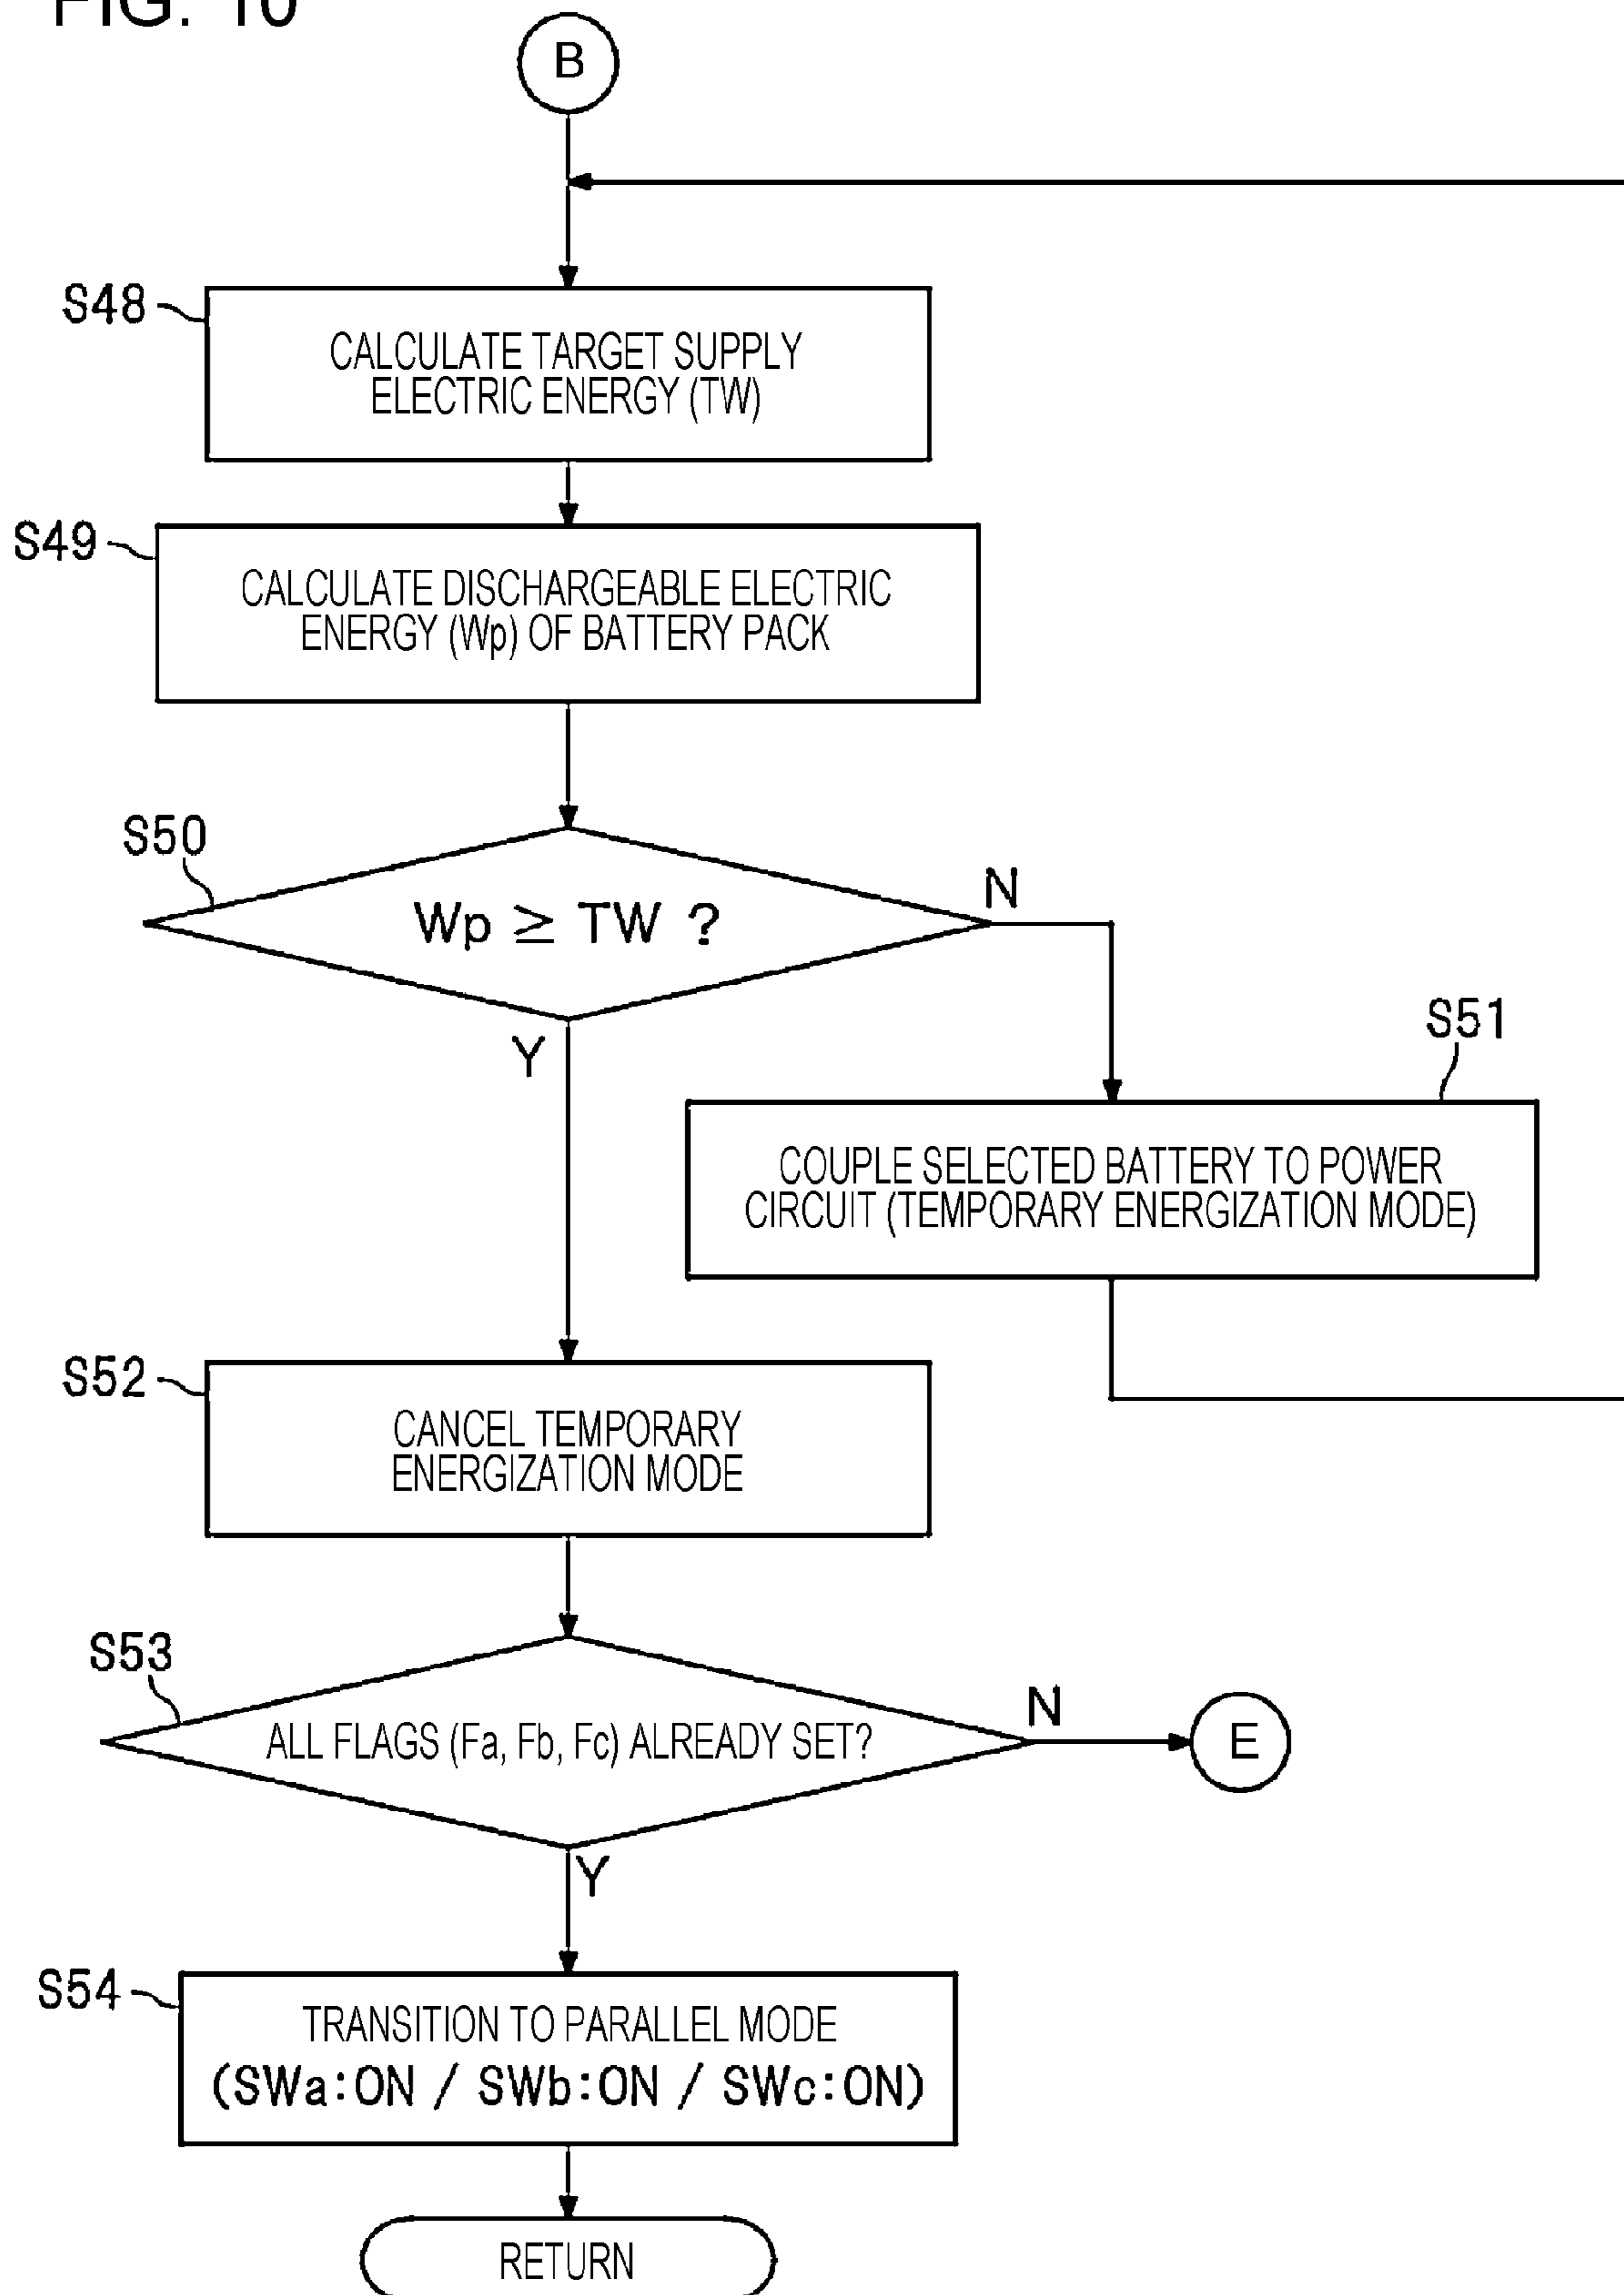 FIG. 10
B
S48
CALCULATE TARGET SUPPLY
ELECTRIC ENERGY (TW)
S49
CALCULATE DISCHARGEABLE ELECTRIC
ENERGY (Wp) OF BATTERY PACK
S50
Wp ≧ TW ?
N
Y
S51
COUPLE SELECTED BATTERY TO POWER
CIRCUIT (TEMPORARY ENERGIZATION MODE)
S52
CANCEL TEMPORARY
ENERGIZATION MODE
S53
ALL FLAGS (Fa, Fb, Fc) ALREADY SET?
N
E
Y
S54
TRANSITION TO PARALLEL MODE
(SWa:ON / SWb:ON / SWc:ON)
RETURN